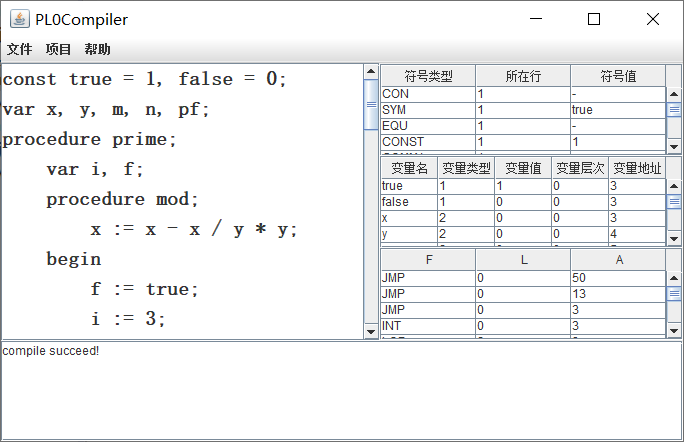 PL0Compiler
文件 项目 帮助
const true = 1, false = 0;
var x, y, m, n, pf;
procedure prime;
var i, f;
procedure mod;
x := x - x / y * y;
begin
f := true;
i := 3;
符号类型 所在行 符号值
CON 1 -
SYM 1 true
EQU 1 -
CONST 1 1
变量名 变量类型 变量值 变量层次 变量地址
true 1 1 0 3
false 1 0 0 3
x 2 0 0 3
y 2 0 0 4
F L A
JMP 0 50
JMP 0 13
JMP 0 3
INT 0 3
compile succeed!